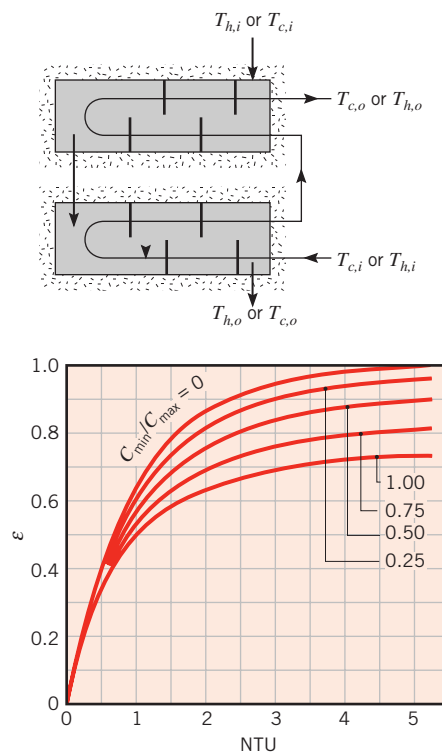 T_{h,i} or T_{c,i}
T_{c,o} or T_{h,o}
T_{c,i} or T_{h,i}
T_{h,o} or T_{c,o}
1.0
0.8
0.6
0.4
0.2
0
ε
C_{min}/C_{max} = 0
1.00
0.75
0.50
0.25
0 1 2 3 4 5
NTU